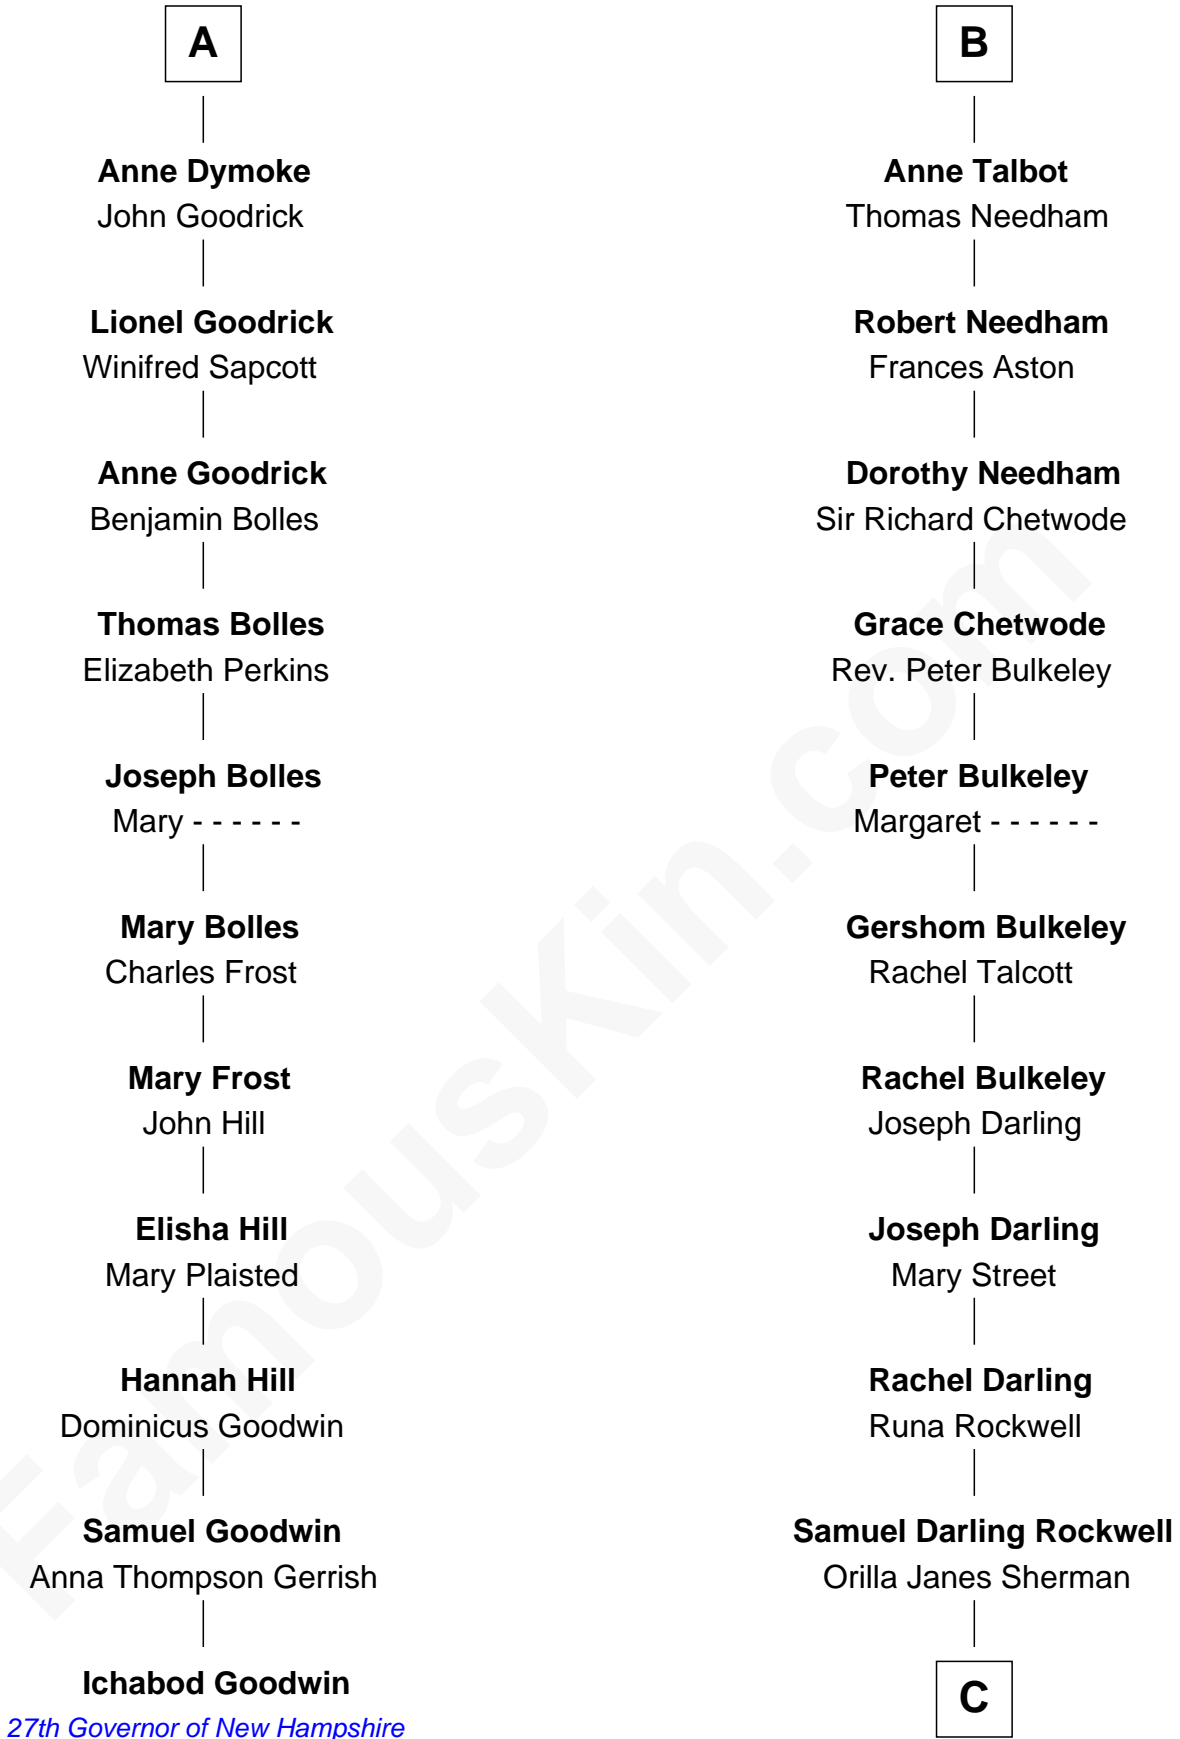 A
Anne Dymoke
John Goodrick
Lionel Goodrick
Winifred Sapcott
Anne Goodrick
Benjamin Bolles
Thomas Bolles
Elizabeth Perkins
Joseph Bolles
Mary - - - - - -
Mary Bolles
Charles Frost
Mary Frost
John Hill
Elisha Hill
Mary Plaisted
Hannah Hill
Dominicus Goodwin
Samuel Goodwin
Anna Thompson Gerrish
Ichabod Goodwin
27th Governor of New Hampshire
B
Anne Talbot
Thomas Needham
Robert Needham
Frances Aston
Dorothy Needham
Sir Richard Chetwode
Grace Chetwode
Rev. Peter Bulkeley
Peter Bulkeley
Margaret - - - - - -
Gershom Bulkeley
Rachel Talcott
Rachel Bulkeley
Joseph Darling
Joseph Darling
Mary Street
Rachel Darling
Runa Rockwell
Samuel Darling Rockwell
Orilla Janes Sherman
C
FamousKin.com